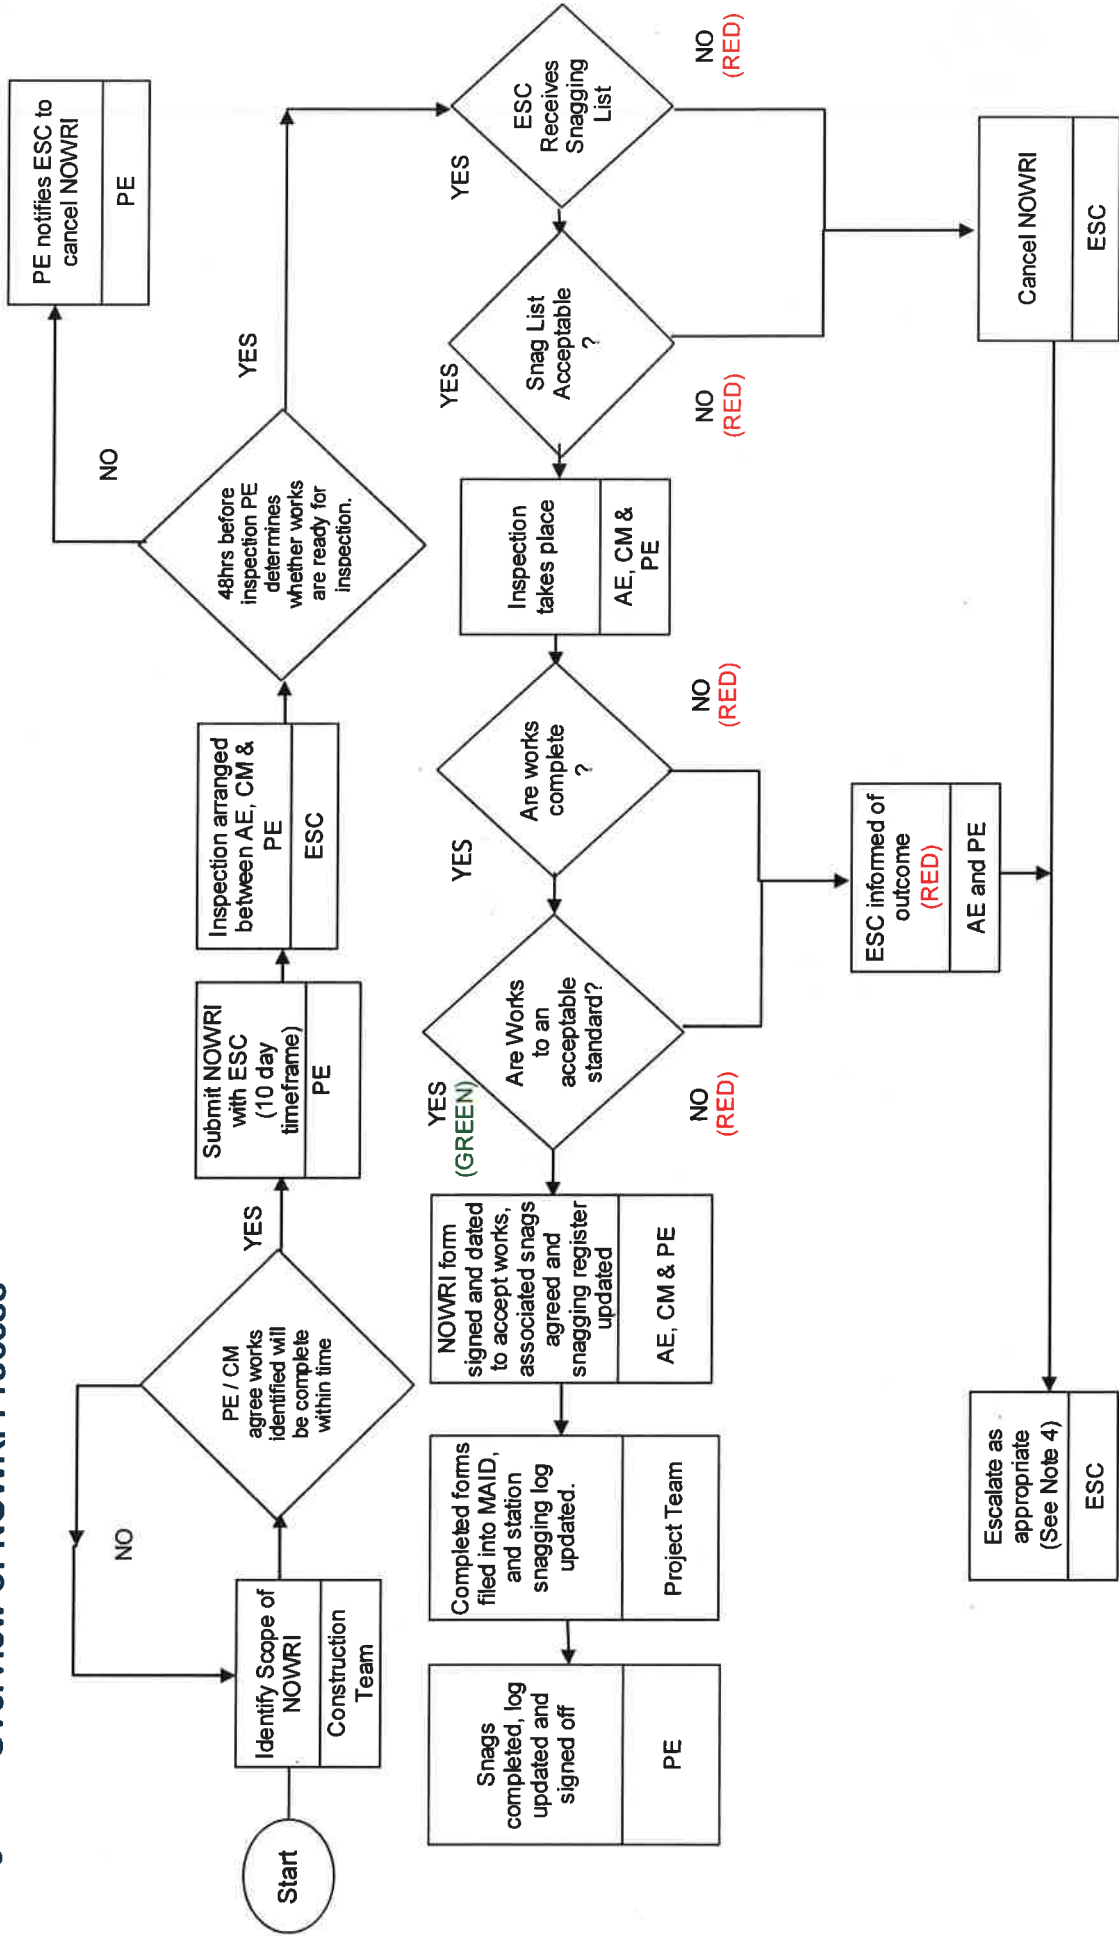 Overview of NOWRI Process
Start
Identify Scope of
NOWRI
Construction
Team
NO
PE / CM
agree works
identified will
be complete
within time
YES
Submit NOWRI
with ESC
(10 day
timeframe)
PE
Inspection arranged
between AE, CM &
PE
ESC
48hrs before
inspection PE
determines
whether works
are ready for
inspection.
NO
PE notifies ESC to
cancel NOWRI
PE
YES
ESC
Receives
Snagging
List
YES
NO
(RED)
Snag List
Acceptable
?
YES
NO
(RED)
Inspection
takes place
AE, CM &
PE
Are works
complete
?
YES
NO
(RED)
Are Works
to an
acceptable
standard?
YES
(GREEN)
NO
(RED)
NOWRI form
signed and dated
to accept works,
associated snags
agreed and
snagging register
updated
AE, CM & PE
Completed forms
filed into MAID,
and station
snagging log
updated.
Project Team
Snags
completed, log
updated and
signed off
PE
ESC informed of
outcome
(RED)
AE and PE
Cancel NOWRI
ESC
Escalate as
appropriate
(See Note 4)
ESC